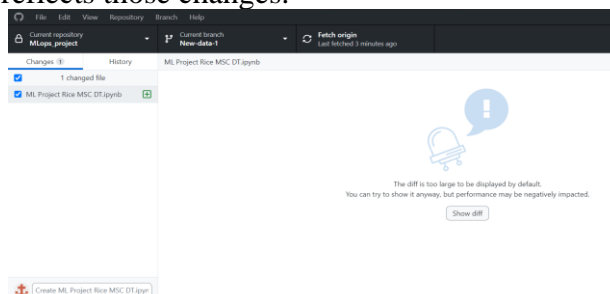 reflects those changes.
File Edit View Repository Branch Help
Current repository
MLops_project
Current branch
New-data-1
Fetch origin
Last fetched 3 minutes ago
Changes 1 History
ML Project Rice MSC DT.ipynb
1 changed file
ML Project Rice MSC DT.ipynb
The diff is too large to be displayed by default.
You can try to show it anyway, but performance may be negatively impacted.
Show diff
Create ML Project Rice MSC DT.ipyr